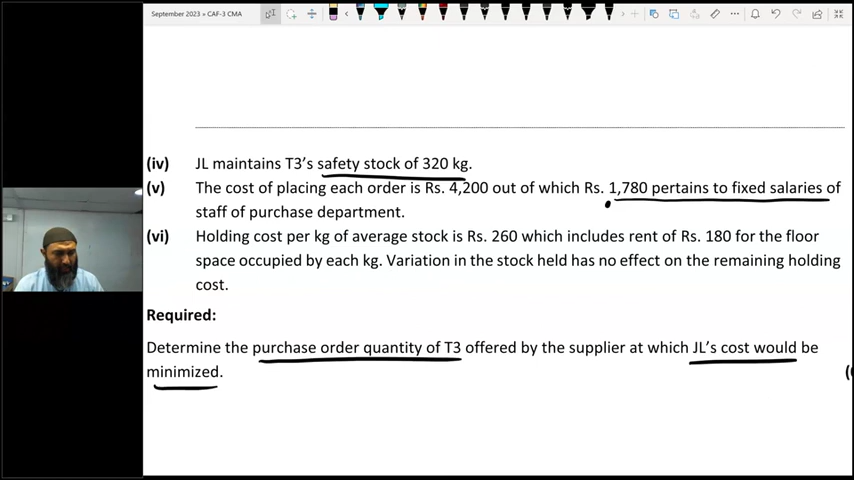 September 2023 » CAF-3 CMA
(iv) JL maintains T3's safety stock of 320 kg.
(v) The cost of placing each order is Rs. 4,200 out of which Rs. 1,780 pertains to fixed salaries of
staff of purchase department.
(vi) Holding cost per kg of average stock is Rs. 260 which includes rent of Rs. 180 for the floor
space occupied by each kg. Variation in the stock held has no effect on the remaining holding
cost.
Required:
Determine the purchase order quantity of T3 offered by the supplier at which JL's cost would be
minimized.